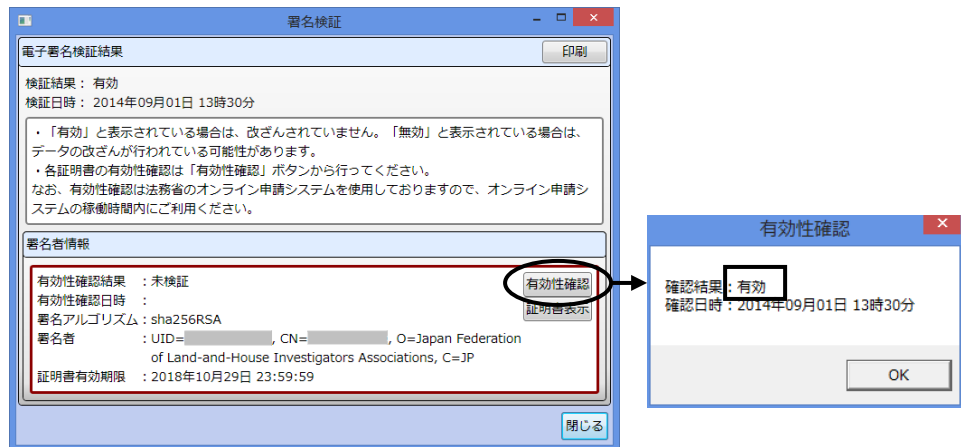 署名検証
電子署名検証結果
印刷
検証結果： 有効
検証日時： 2014年09月01日 13時30分
・「有効」と表示されている場合は、改ざんされていません。「無効」と表示されている場合は、
データの改ざんが行われている可能性があります。
・各証明書の有効性確認は「有効性確認」ボタンから行ってください。
なお、有効性確認は法務省のオンライン申請システムを使用しておりますので、オンライン申請シ
ステムの稼働時間内にご利用ください。
署名者情報
有効性確認結果 ：未検証
有効性確認
有効性確認日時 ：
証明書表示
署名アルゴリズム：sha256RSA
署名者 ：UID= , CN= , O=Japan Federation
of Land-and-House Investigators Associations, C=JP
証明書有効期限 ：2018年10月29日 23:59:59
閉じる
有効性確認
確認結果：有効
確認日時：2014年09月01日 13時30分
OK